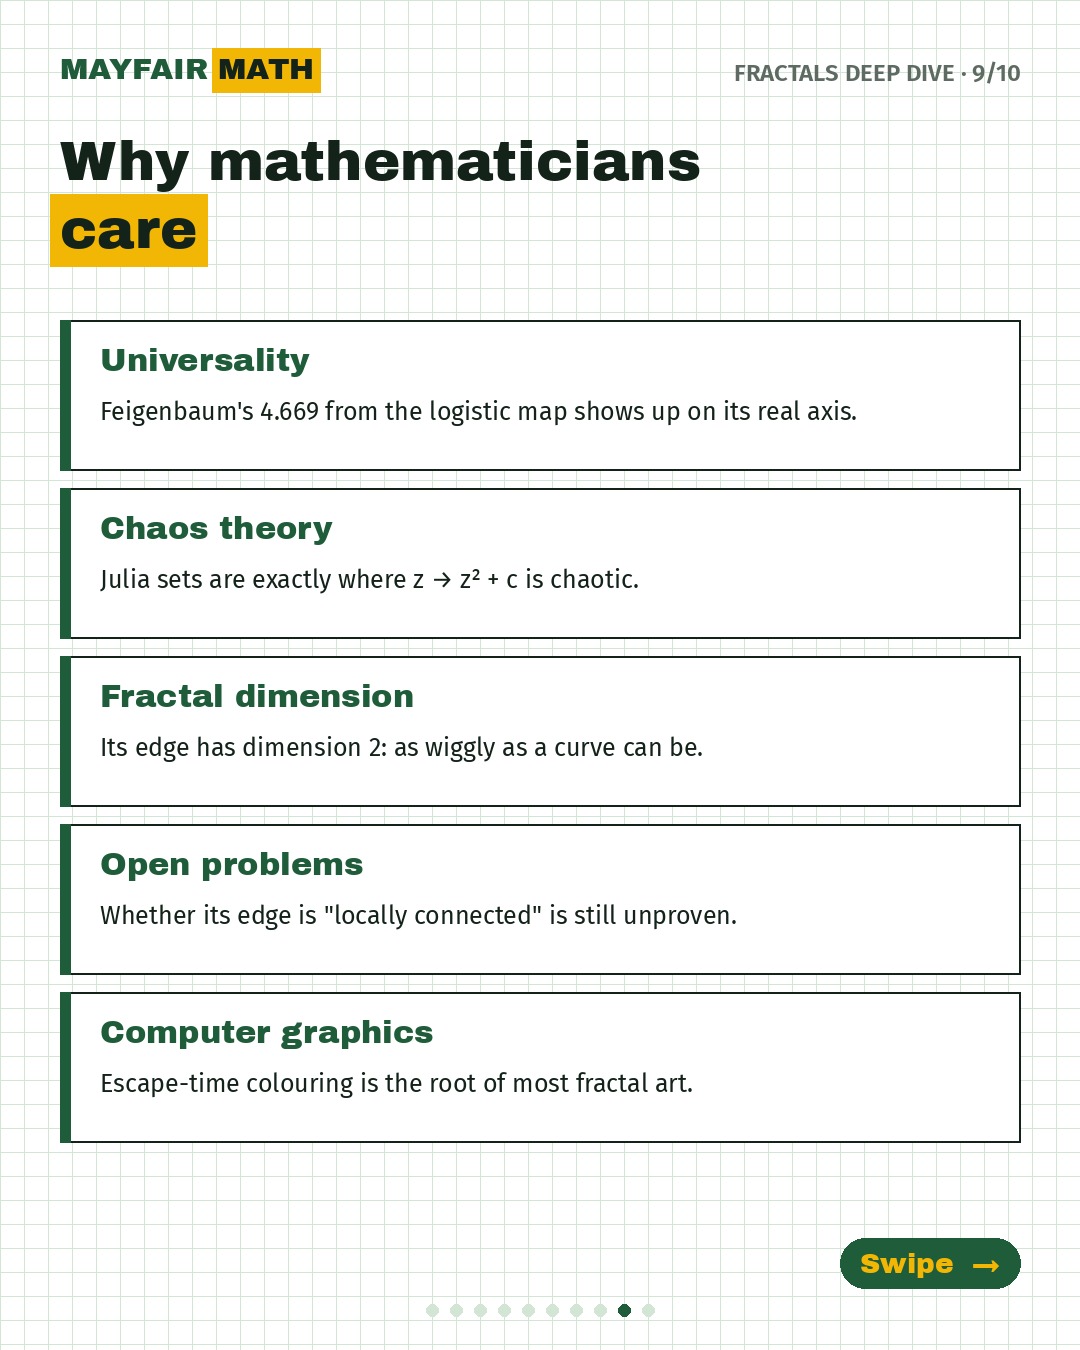 MAYFAIR MATH
FRACTALS DEEP DIVE · 9/10
Why mathematicians
care
Universality
Feigenbaum's 4.669 from the logistic map shows up on its real axis.
Chaos theory
Julia sets are exactly where z → z² + c is chaotic.
Fractal dimension
Its edge has dimension 2: as wiggly as a curve can be.
Open problems
Whether its edge is "locally connected" is still unproven.
Computer graphics
Escape-time colouring is the root of most fractal art.
Swipe →